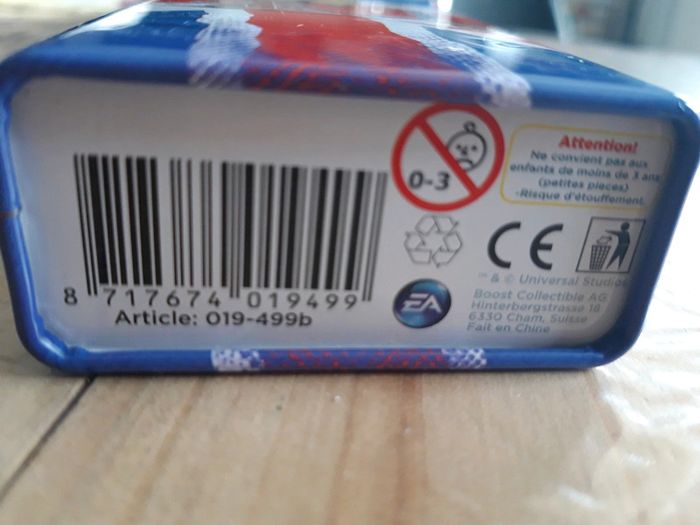 8 717674 019499
Article: 019-499b
0-3
Attention!
Ne convient pas aux
enfants de moins de 3 ans
(petites pieces)
-Risque d'étouffement.
CE
™ & © Universal Studios
EA
Boost Collectible AG
Hinterbergstrasse 18
6330 Cham, Suisse
Fait en Chine